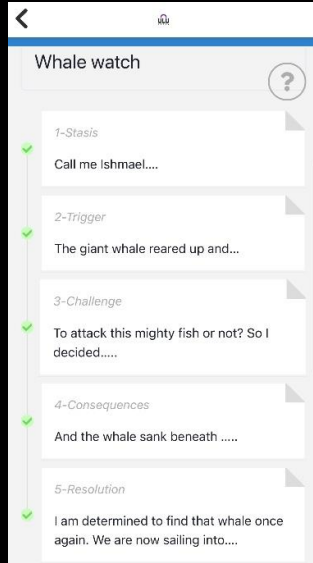 Whale watch
?
1-Stasis
Call me Ishmael....
2-Trigger
The giant whale reared up and...
3-Challenge
To attack this mighty fish or not? So I
decided.....
4-Consequences
And the whale sank beneath .....
5-Resolution
I am determined to find that whale once
again. We are now sailing into....